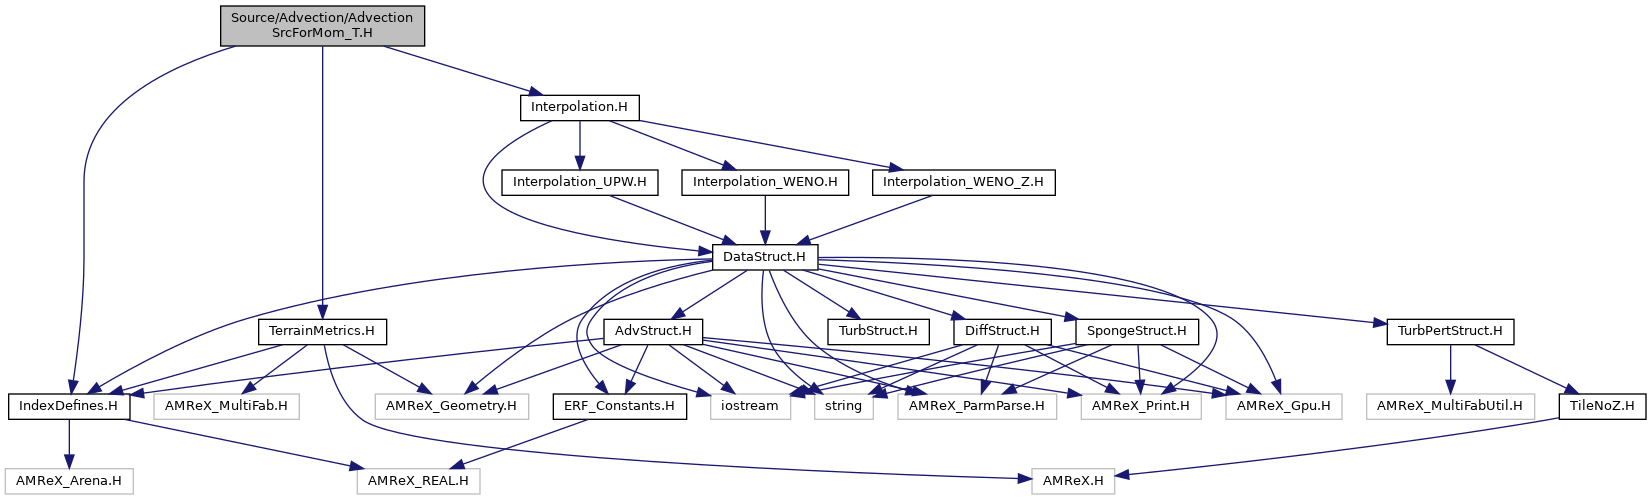 Source/Advection/Advection
SrcForMom_T.H
Interpolation.H
Interpolation_UPW.H
Interpolation_WENO.H
Interpolation_WENO_Z.H
DataStruct.H
TerrainMetrics.H
AdvStruct.H
TurbStruct.H
DiffStruct.H
SpongeStruct.H
TurbPertStruct.H
IndexDefines.H
AMReX_MultiFab.H
AMReX_Geometry.H
ERF_Constants.H
iostream
string
AMReX_ParmParse.H
AMReX_Print.H
AMReX_Gpu.H
AMReX_MultiFabUtil.H
TileNoZ.H
AMReX_Arena.H
AMReX_REAL.H
AMReX.H